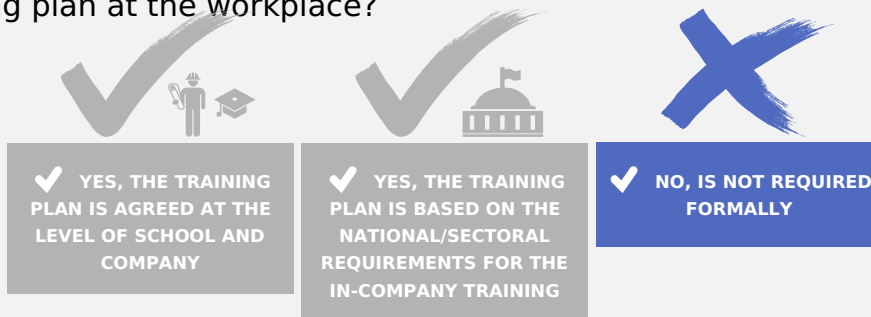 g plan at the workplace?
YES, THE TRAINING
PLAN IS AGREED AT THE
LEVEL OF SCHOOL AND
COMPANY
YES, THE TRAINING
PLAN IS BASED ON THE
NATIONAL/SECTORAL
REQUIREMENTS FOR THE
IN-COMPANY TRAINING
NO, IS NOT REQUIRED
FORMALLY